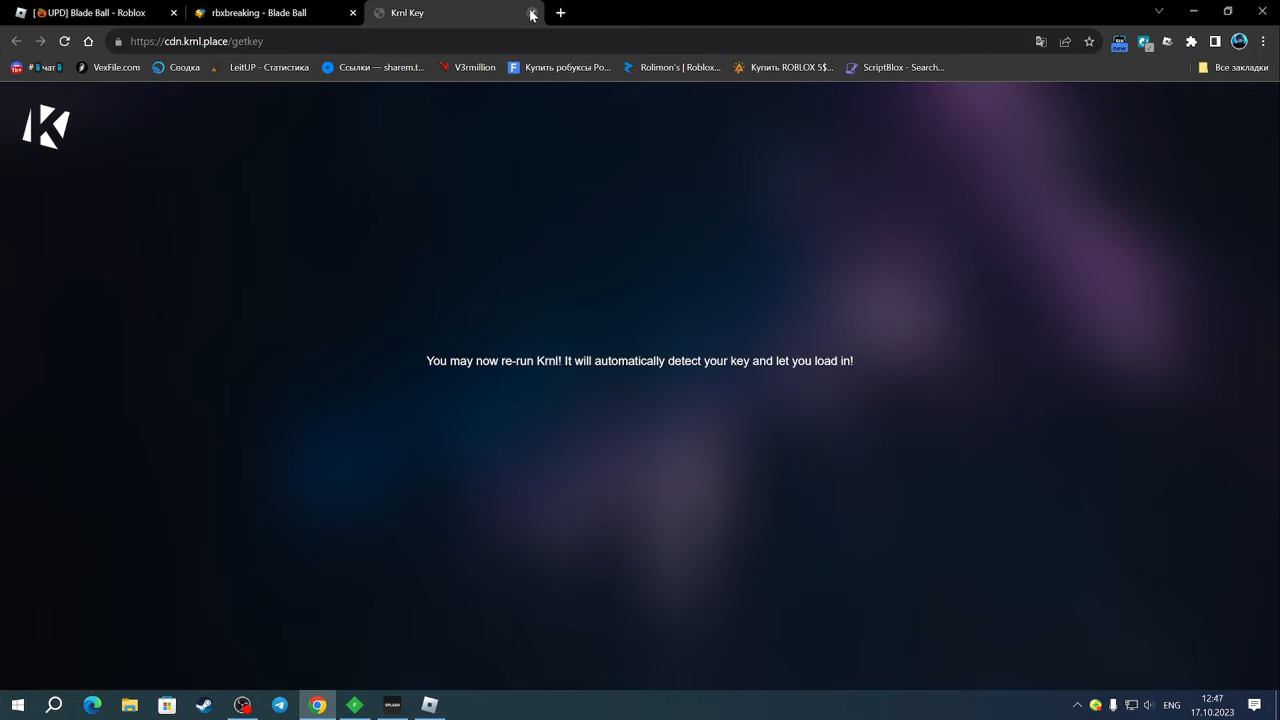 [🎃UPD] Blade Ball - Roblox
rbxbreaking - Blade Ball
Krnl Key
https://cdn.krnl.place/getkey
new
#📱чат📱
VexFile.com
Сводка
LeitUP - Статистика
Ссылки — sharem.t...
V3rmillion
Купить робуксы Ро...
Rolimon's | Roblox...
Купить ROBLOX 5$...
ScriptBlox - Search...
Все закладки
K
You may now re-run Krnl! It will automatically detect your key and let you load in!
SPLASH
ENG
12:47
17.10.2023